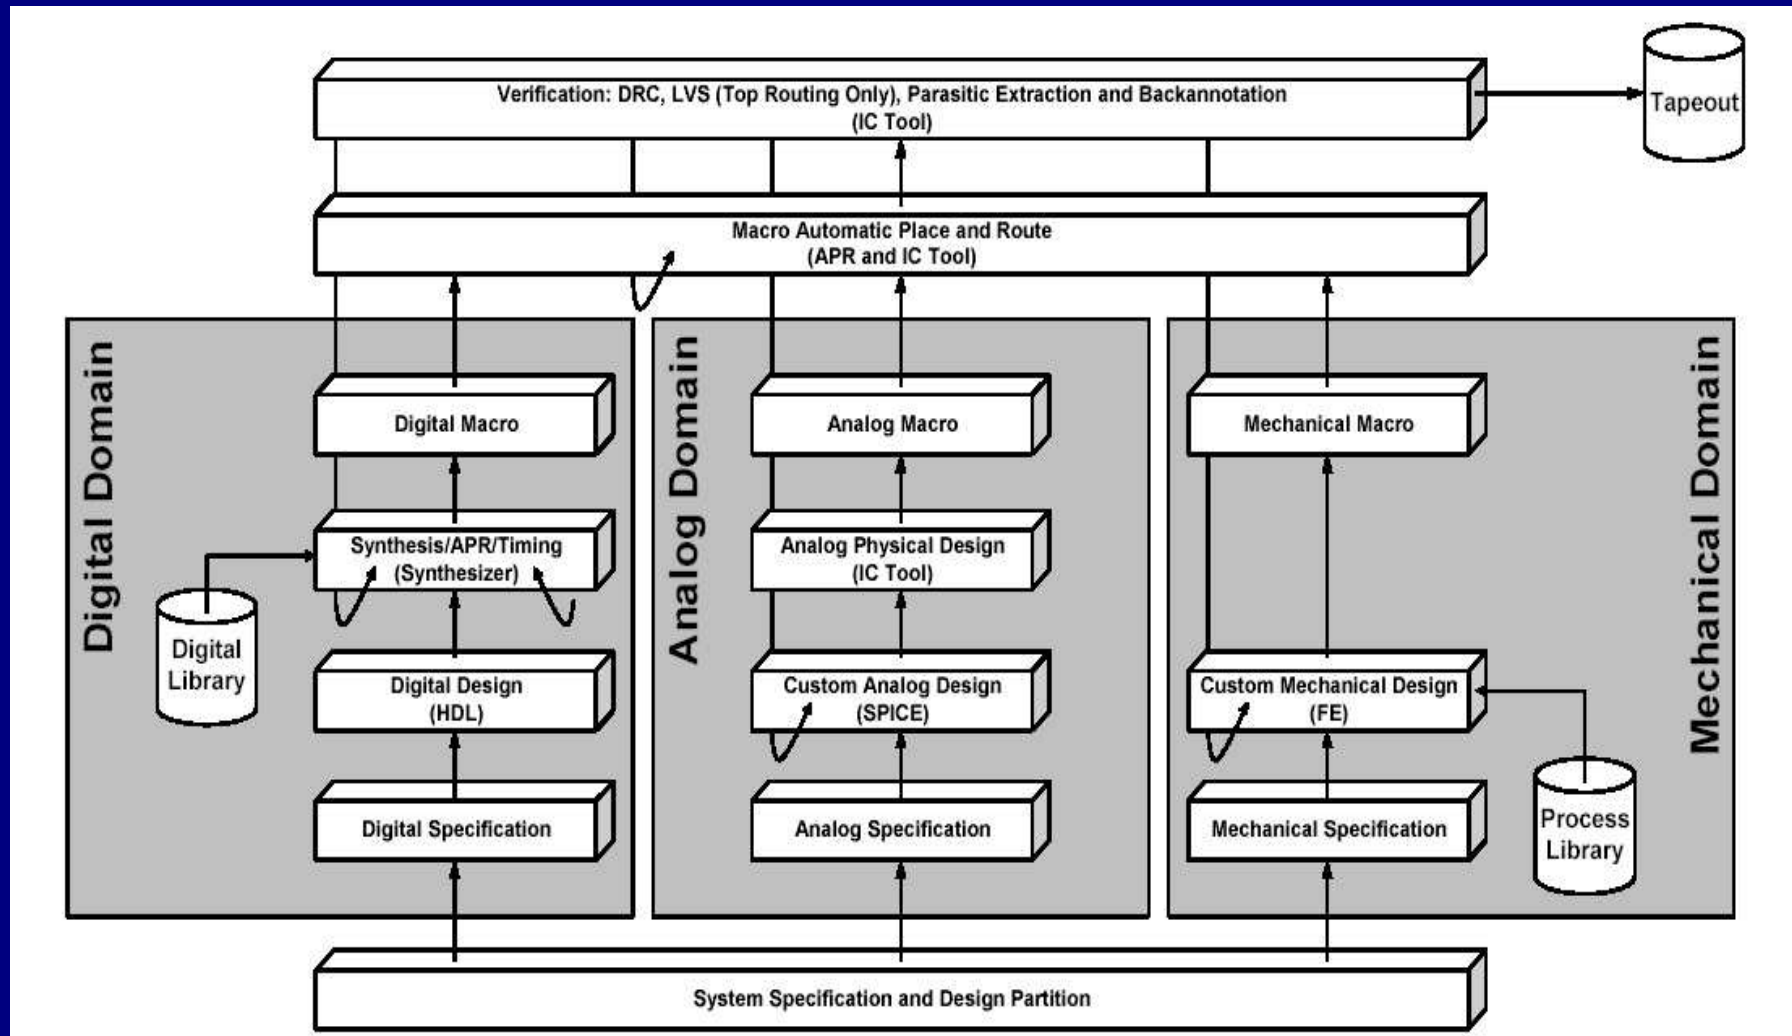 Verification: DRC, LVS (Top Routing Only), Parasitic Extraction and Backannotation
(IC Tool)
Tapeout
Macro Automatic Place and Route
(APR and IC Tool)
Digital Domain
Digital Macro
Synthesis/APR/Timing
(Synthesizer)
Digital
Library
Digital Design
(HDL)
Digital Specification
Analog Domain
Analog Macro
Analog Physical Design
(IC Tool)
Custom Analog Design
(SPICE)
Analog Specification
Mechanical Domain
Mechanical Macro
Custom Mechanical Design
(FE)
Mechanical Specification
Process
Library
System Specification and Design Partition